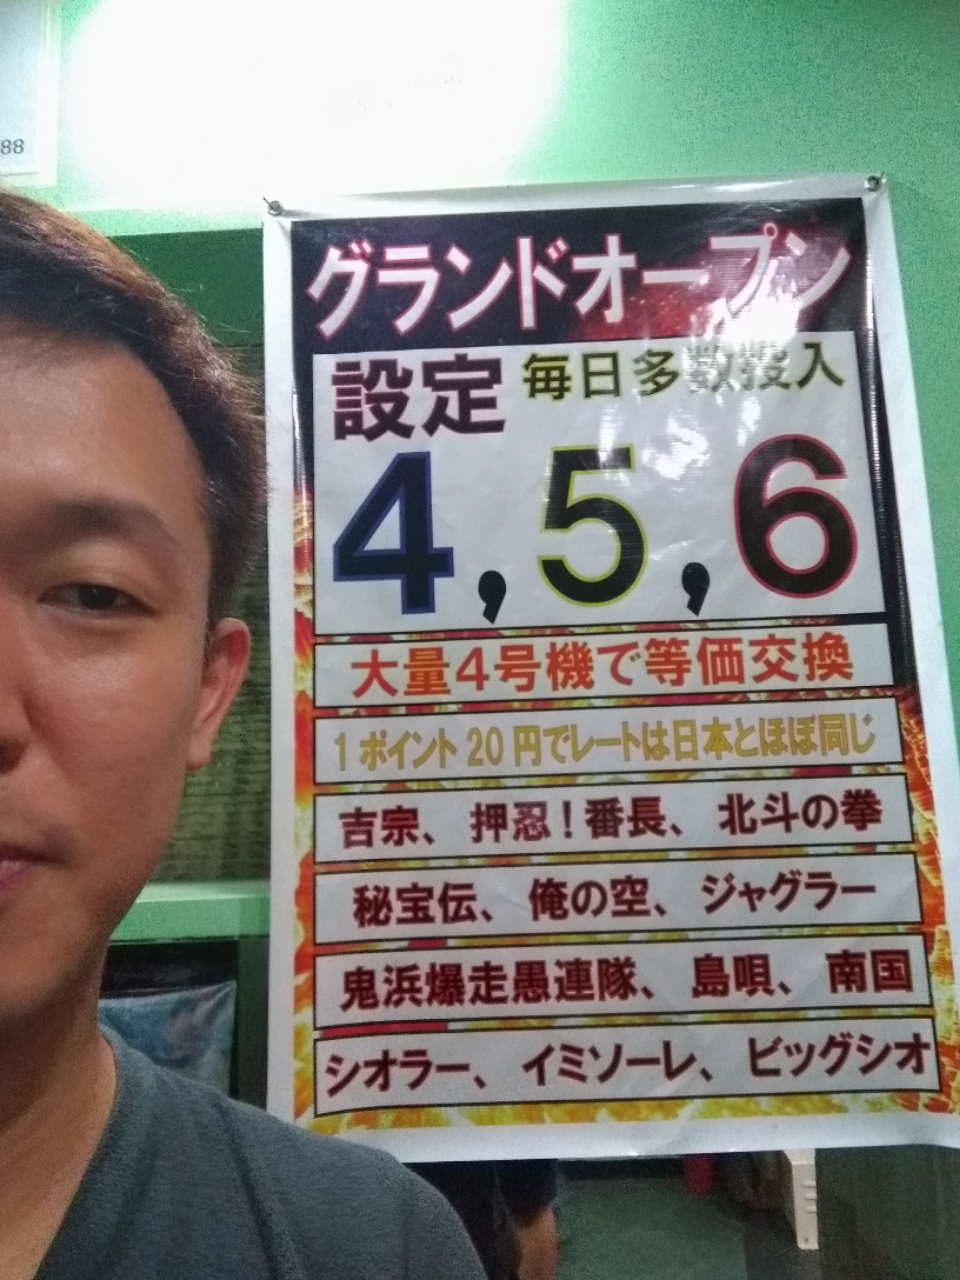 88
グランドオープン
設定 毎日多数投入
4,5,6
大量4号機で等価交換
1ポイント20円でレートは日本とほぼ同じ
吉宗、押忍!番長、北斗の拳
秘宝伝、俺の空、ジャグラー
鬼浜爆走愚連隊、島唄、南国
シオラー、イミソーレ、ビッグシオ